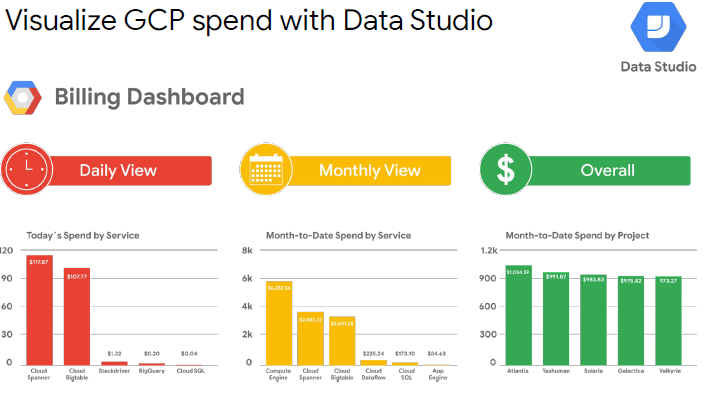 Visualize GCP spend with Data Studio
Data Studio
Billing Dashboard
Daily View
Monthly View
Overall
Today´s Spend by Service
120
90
60
30
0
$117.87
$107.77
$1.32
$0.20
$0.04
Cloud Spanner
Cloud Bigtable
Stackdriver
BigQuery
Cloud SQL
Month-to-Date Spend by Service
8k
6k
4k
2k
0
$225.24
$173.10
Compute Engine
Cloud Spanner
Cloud Bigtable
Cloud Dataflow
Cloud SQL
App Engine
Month-to-Date Spend by Project
1.2k
900
600
300
0
$991.87
$983.83
$975.82
973.27
Atlantis
Yashuman
Solaria
Galactica
Valkyrie